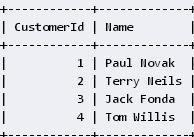 +------------+-------------+
| CustomerId | Name        |
+------------+-------------+
|          1 | Paul Novak  |
|          2 | Terry Neils |
|          3 | Jack Fonda  |
|          4 | Tom Willis  |
+------------+-------------+